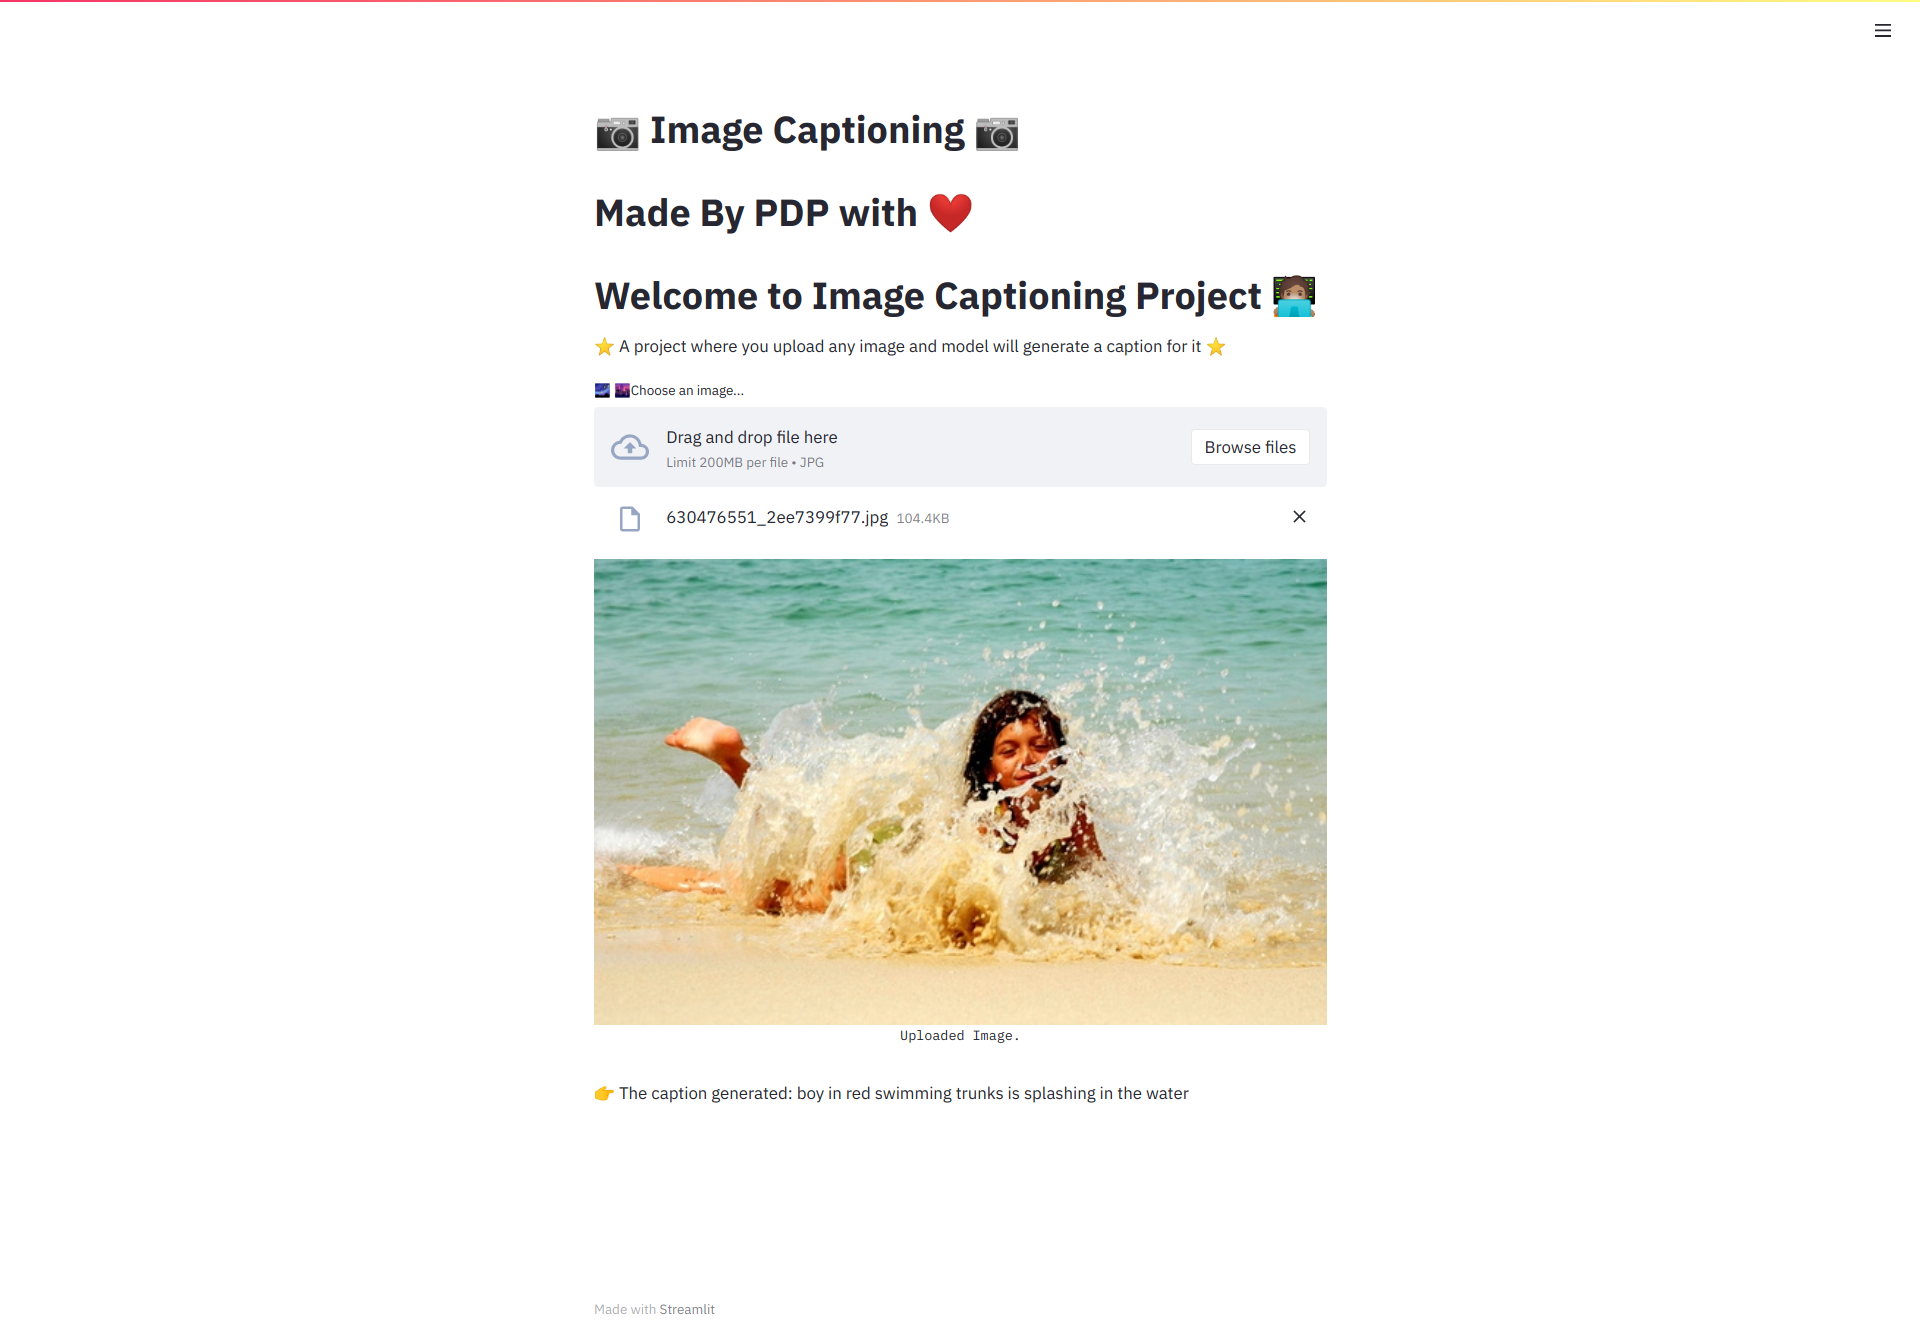 📷 Image Captioning 📷
Made By PDP with ❤️
Welcome to Image Captioning Project 👩🏽‍💻
⭐ A project where you upload any image and model will generate a caption for it ⭐
🌌 🌆Choose an image...
Drag and drop file here
Limit 200MB per file • JPG
Browse files
630476551_2ee7399f77.jpg 104.4KB
Uploaded Image.
👉 The caption generated: boy in red swimming trunks is splashing in the water
Made with Streamlit